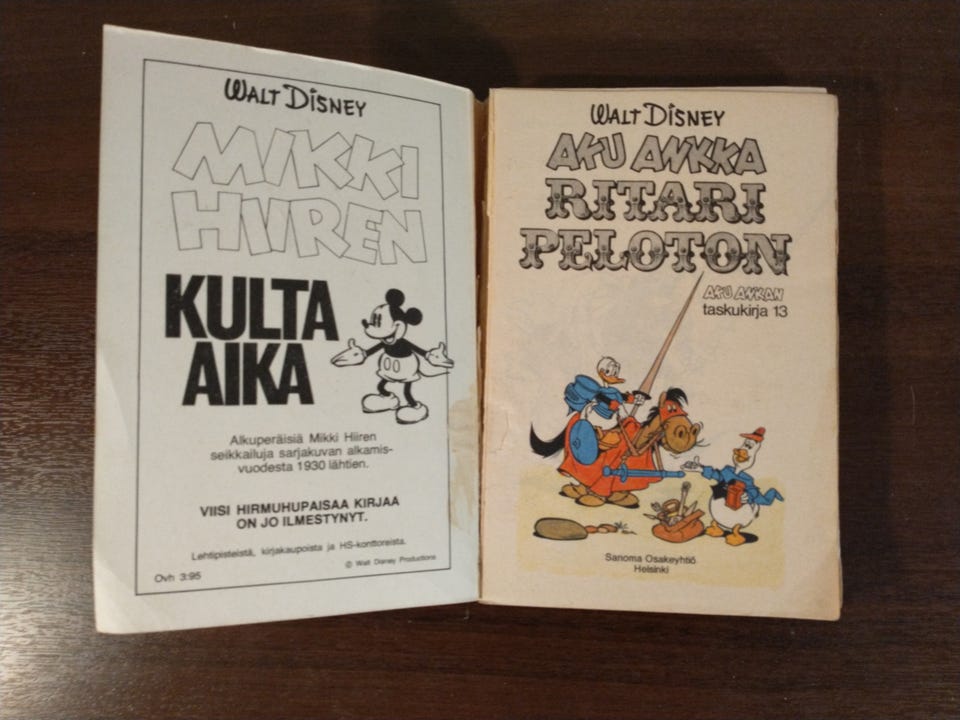 WALT DISNEY
MIKKI
HIIREN
KULTA
AIKA
Alkuperäisiä Mikki Hiiren
seikkailuja sarjakuvan alkamis-
vuodesta 1930 lähtien.
VIISI HIRMUHUPAISAA KIRJAA
ON JO ILMESTYNYT.
Lehtipisteistä, kirjakaupoista ja HS-konttoreista.
© Walt Disney Productions
Ovh 3:95
WALT DISNEY
AKU ANKKA
RITARI
PELOTON
AKU ANKAN
taskukirja 13
Sanoma Osakeyhtiö
Helsinki